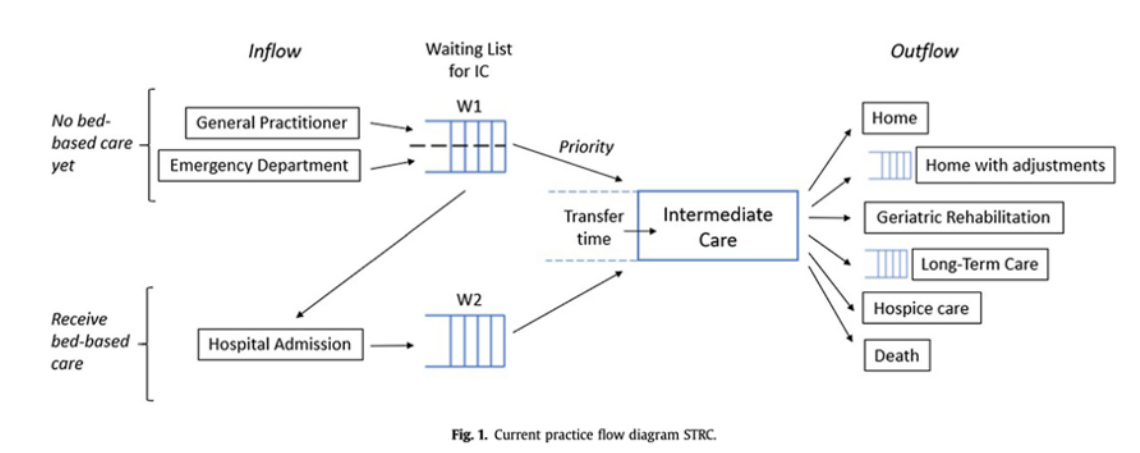 Inflow
Waiting List
for IC
Outflow
W1
No bed-
based care
yet
General Practitioner
Emergency Department
Priority
Home
Home with adjustments
Transfer
time
Intermediate
Care
Geriatric Rehabilitation
Long-Term Care
Receive
bed-based
care
Hospital Admission
W2
Hospice care
Death
Fig. 1. Current practice flow diagram STRC.